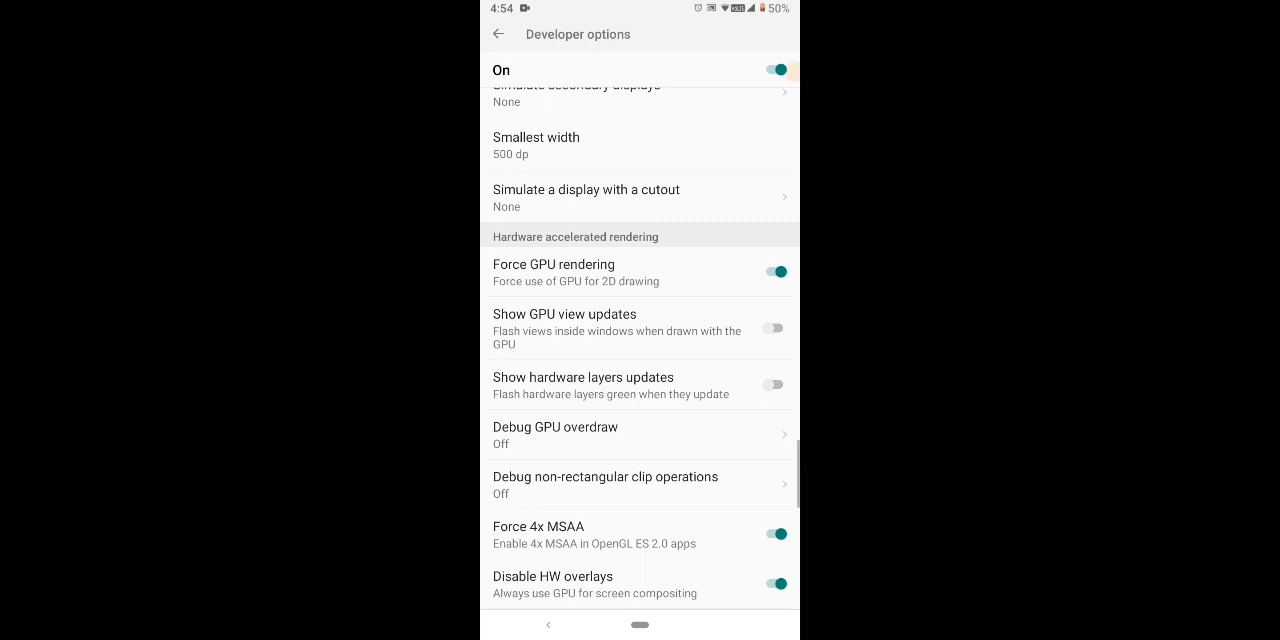 4:54
50%
Developer options
On
Simulate secondary displays
None
Smallest width
500 dp
Simulate a display with a cutout
None
Hardware accelerated rendering
Force GPU rendering
Force use of GPU for 2D drawing
Show GPU view updates
Flash views inside windows when drawn with the
GPU
Show hardware layers updates
Flash hardware layers green when they update
Debug GPU overdraw
Off
Debug non-rectangular clip operations
Off
Force 4x MSAA
Enable 4x MSAA in OpenGL ES 2.0 apps
Disable HW overlays
Always use GPU for screen compositing